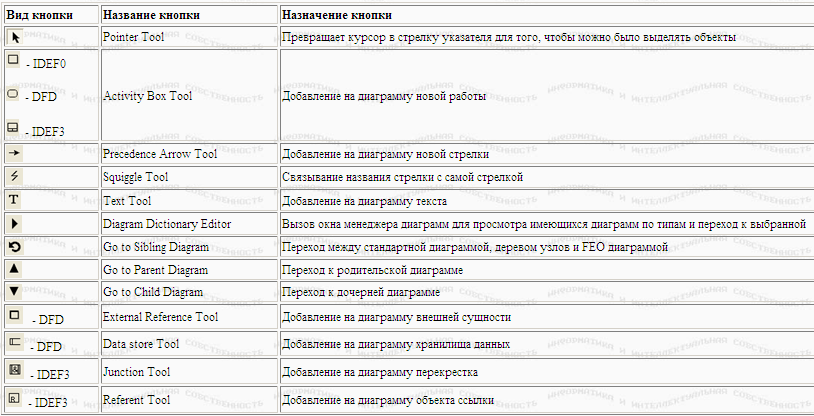 Вид кнопки Название кнопки Назначение кнопки
Pointer Tool Превращает курсор в стрелку указателя для того, чтобы можно было выделять объекты
- IDEF0
- DFD Activity Box Tool Добавление на диаграмму новой работы
- IDEF3
Precedence Arrow Tool Добавление на диаграмму новой стрелки
Squiggle Tool Связывание названия стрелки с самой стрелкой
T Text Tool Добавление на диаграмму текста
Diagram Dictionary Editor Вызов окна менеджера диаграмм для просмотра имеющихся диаграмм по типам и переход к выбранной
Go to Sibling Diagram Переход между стандартной диаграммой, деревом узлов и FEO диаграммой
Go to Parent Diagram Переход к родительской диаграмме
Go to Child Diagram Переход к дочерней диаграмме
- DFD External Reference Tool Добавление на диаграмму внешней сущности
- DFD Data store Tool Добавление на диаграмму хранилища данных
- IDEF3 Junction Tool Добавление на диаграмму перекрестка
- IDEF3 Referent Tool Добавление на диаграмму объекта ссылки